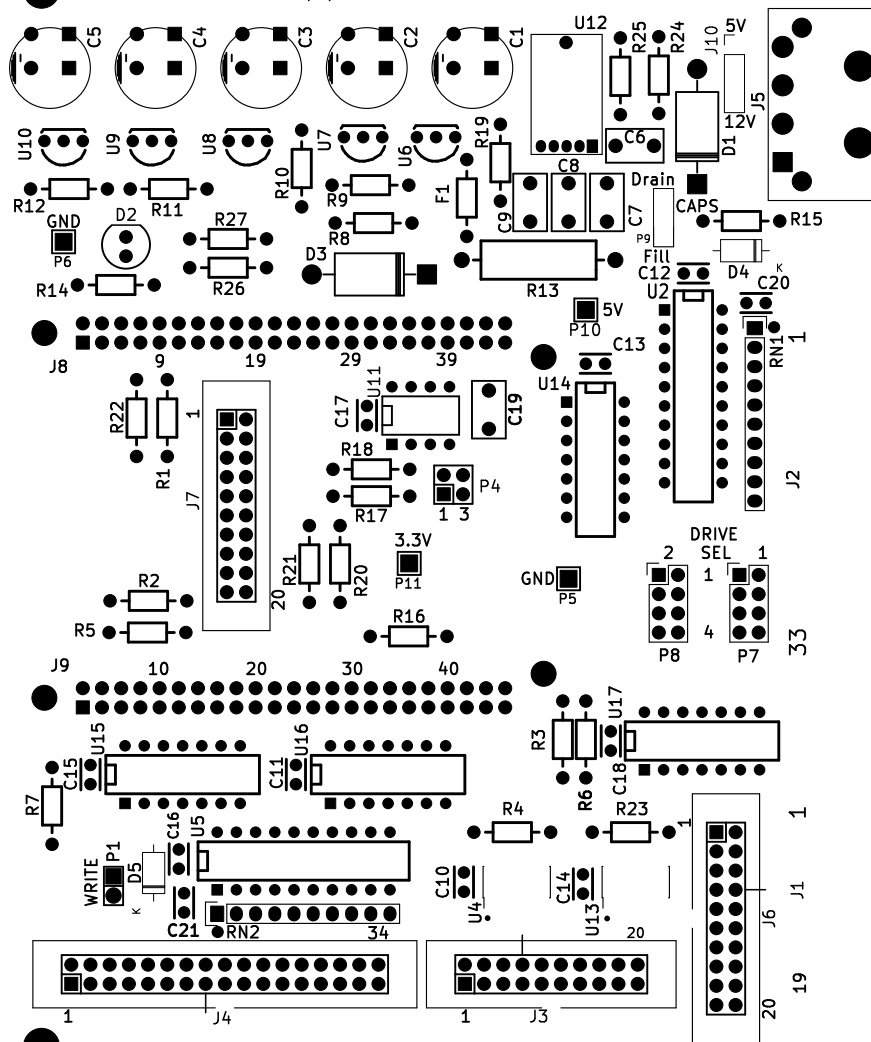 C5
C4
C3
C2
C1
U12
R25
R24
J10
5V
J5
12V
D1
U10
U9
U8
R10
U7
U6
R19
C6
C8
Drain
CAPS
R12
R11
R9
F1
C9
C7
P9
R15
GND
P6
D2
R27
R8
Fill
R14
R26
D3
R13
C12
U2
D4
K
C20
P10
5V
RN1
1
J8
9
19
29
39
C13
U14
R22
R1
1
J7
C17
U11
C19
R18
R17
P4
1 3
J2
R21
R20
3.3V
P11
DRIVE
SEL
2
1
1
GND
P5
4
P8
P7
33
R2
R5
20
R16
J9
10
20
30
40
C15
U15
C11
U16
R3
R6
C18
U17
R7
R4
R23
1
1
C16
U5
WRITE
P1
D5
K
C21
RN2
34
C10
U4
C14
U13
20
J6
J1
19
20
1
J4
1
J3